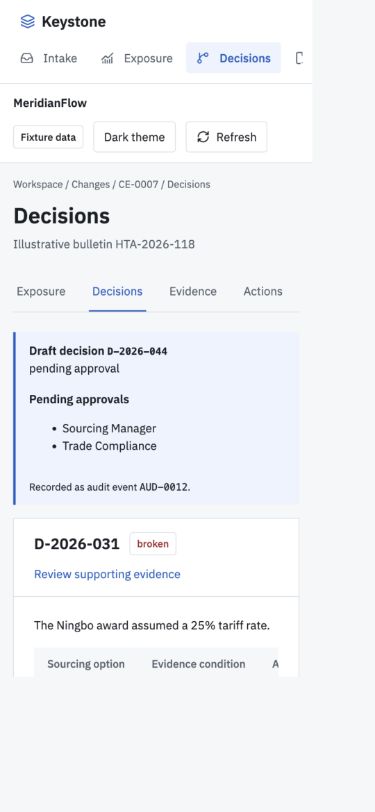 Keystone
Intake Exposure Decisions
MeridianFlow
Fixture data Dark theme Refresh
Workspace / Changes / CE-0007 / Decisions
Decisions
Illustrative bulletin HTA-2026-118
Exposure Decisions Evidence Actions
Draft decision D-2026-044
pending approval
Pending approvals
• Sourcing Manager
• Trade Compliance
Recorded as audit event AUD-0012.
D-2026-031 broken
Review supporting evidence
The Ningbo award assumed a 25% tariff rate.
Sourcing option Evidence condition